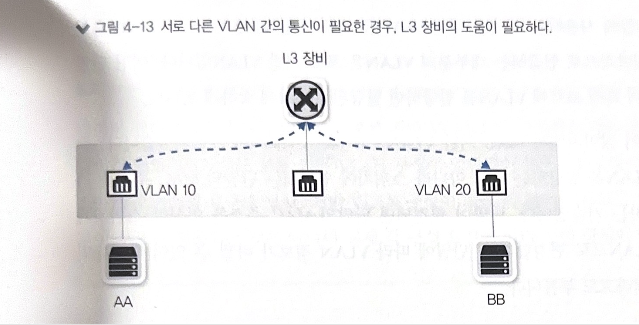 그림 4-13 서로 다른 VLAN 간의 통신이 필요한 경우, L3 장비의 도움이 필요하다.
L3 장비
VLAN 10
VLAN 20
AA
BB